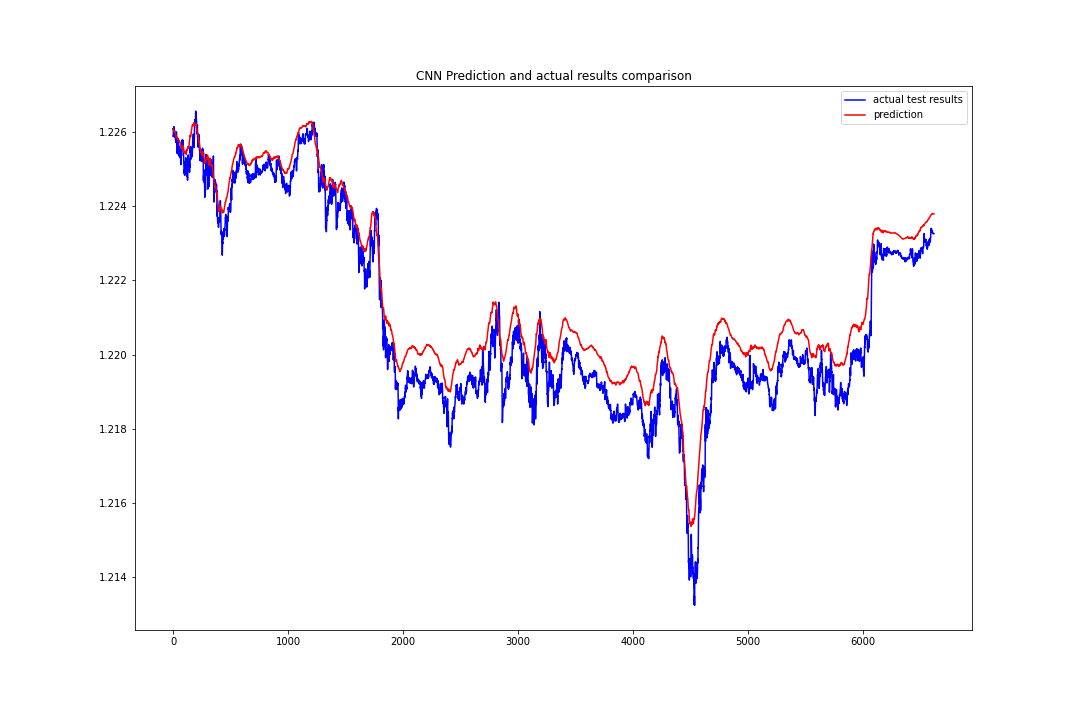 CNN Prediction and actual results comparison
actual test results
prediction
1.226
1.224
1.222
1.220
1.218
1.216
1.214
0 1000 2000 3000 4000 5000 6000